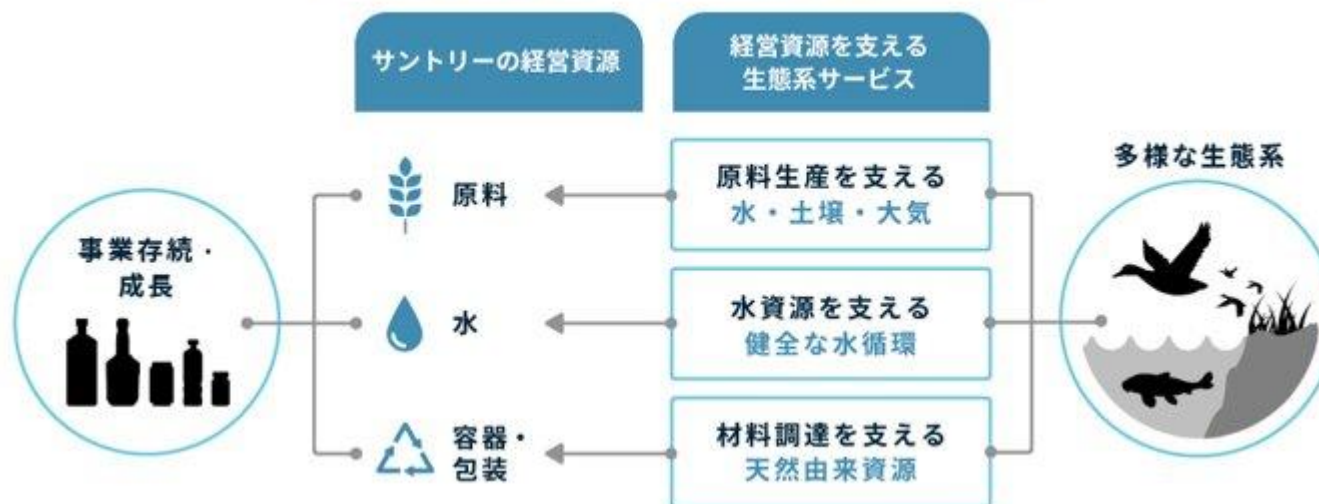 サントリーの経営資源
経営資源を支える
生態系サービス
事業存続・
成長
原料
水
容器・
包装
原料生産を支える
水・土壌・大気
水資源を支える
健全な水循環
材料調達を支える
天然由来資源
多様な生態系